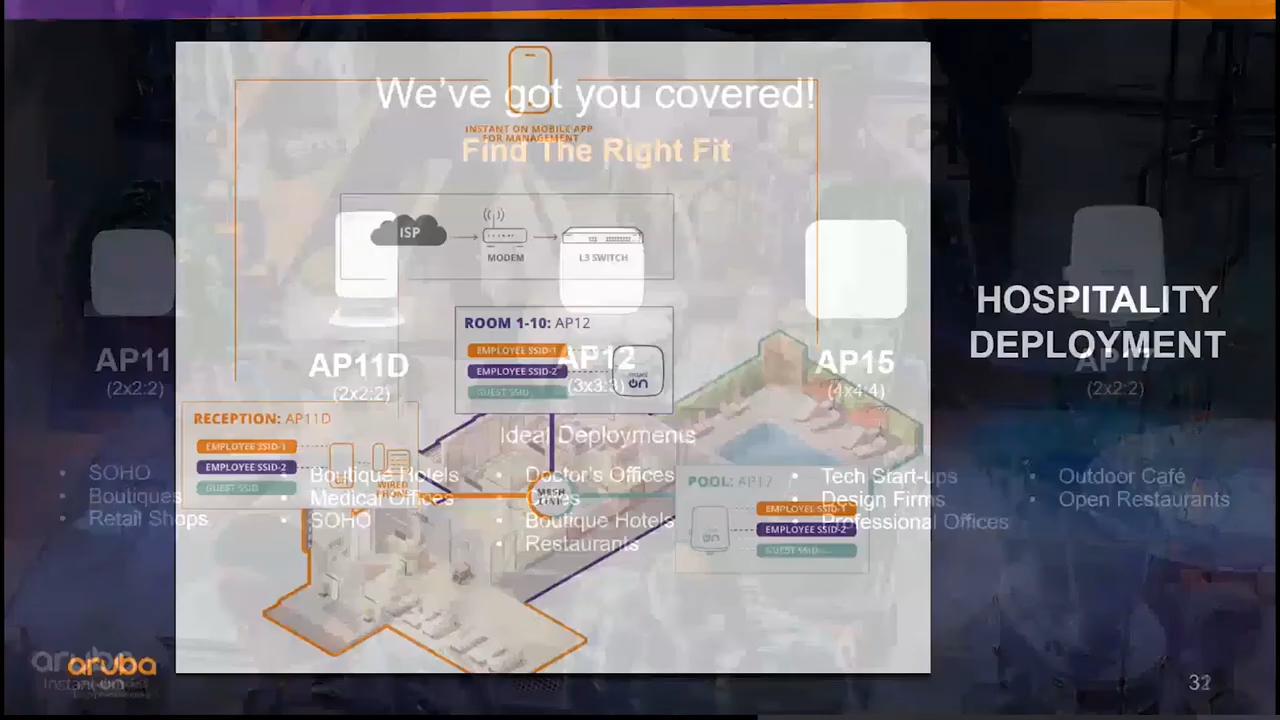 We've got you covered!
INSTANT ON MOBILE APP
FOR MANAGEMENT
Find The Right Fit
ISP
MODEM
L3 SWITCH
HOSPITALITY
DEPLOYMENT
ROOM 1-10: AP12
EMPLOYEE SSID-1
EMPLOYEE SSID-2
GUEST SSID
AP11
(2x2:2)
AP11D
(2x2:2)
AP12
(3x3:3)
AP15
(4x4:4)
AP17
(2x2:2)
RECEPTION: AP11D
EMPLOYEE SSID-1
EMPLOYEE SSID-2
GUEST SSID
WIRED
Ideal Deployments
• SOHO
• Boutiques
• Retail Shops
• Boutique Hotels
• Medical Offices
• SOHO
• Doctor's Offices
• Boutique Hotels
• Restaurants
• Tech Start-ups
• Design Firms
• Professional Offices
• Outdoor Café
• Open Restaurants
MESH
POOL: AP17
EMPLOYEE SSID-1
EMPLOYEE SSID-2
GUEST SSID
aruba